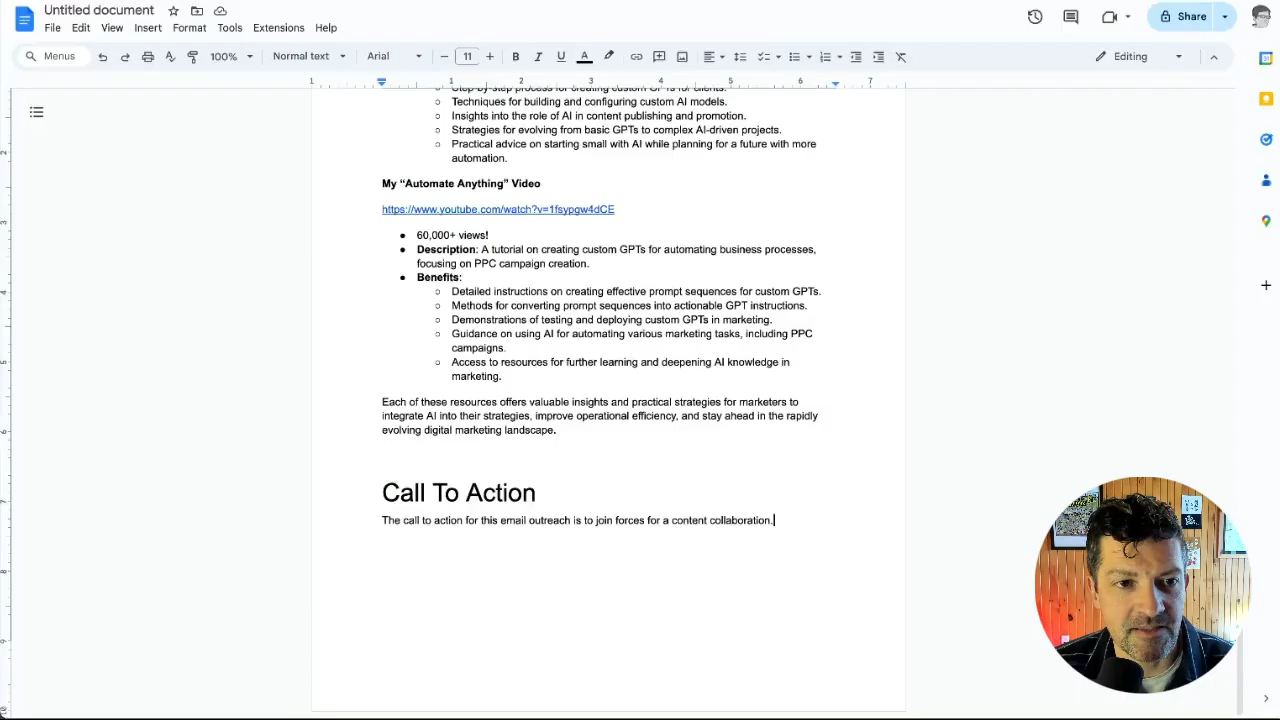 Untitled document
File Edit View Insert Format Tools Extensions Help
Share
Menus 100% Normal text Arial 11 B I U A Editing
1 1 2 3 4 5 6 7
Step-by-step process for creating custom GPTs for clients.
Techniques for building and configuring custom AI models.
Insights into the role of AI in content publishing and promotion.
Strategies for evolving from basic GPTs to complex AI-driven projects.
Practical advice on starting small with AI while planning for a future with more
automation.
My “Automate Anything” Video
https://www.youtube.com/watch?v=1fsypgw4dCE
60,000+ views!
Description: A tutorial on creating custom GPTs for automating business processes,
focusing on PPC campaign creation.
Benefits:
Detailed instructions on creating effective prompt sequences for custom GPTs.
Methods for converting prompt sequences into actionable GPT instructions.
Demonstrations of testing and deploying custom GPTs in marketing.
Guidance on using AI for automating various marketing tasks, including PPC
campaigns.
Access to resources for further learning and deepening AI knowledge in
marketing.
Each of these resources offers valuable insights and practical strategies for marketers to
integrate AI into their strategies, improve operational efficiency, and stay ahead in the rapidly
evolving digital marketing landscape.
Call To Action
The call to action for this email outreach is to join forces for a content collaboration.